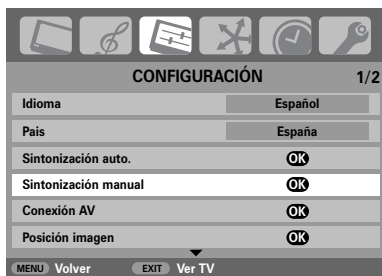 CONFIGURACIÓN 1/2
Idioma Español
Pais España
Sintonización auto. OK
Sintonización manual OK
Conexión AV OK
Posición imagen OK
MENU Volver EXIT Ver TV